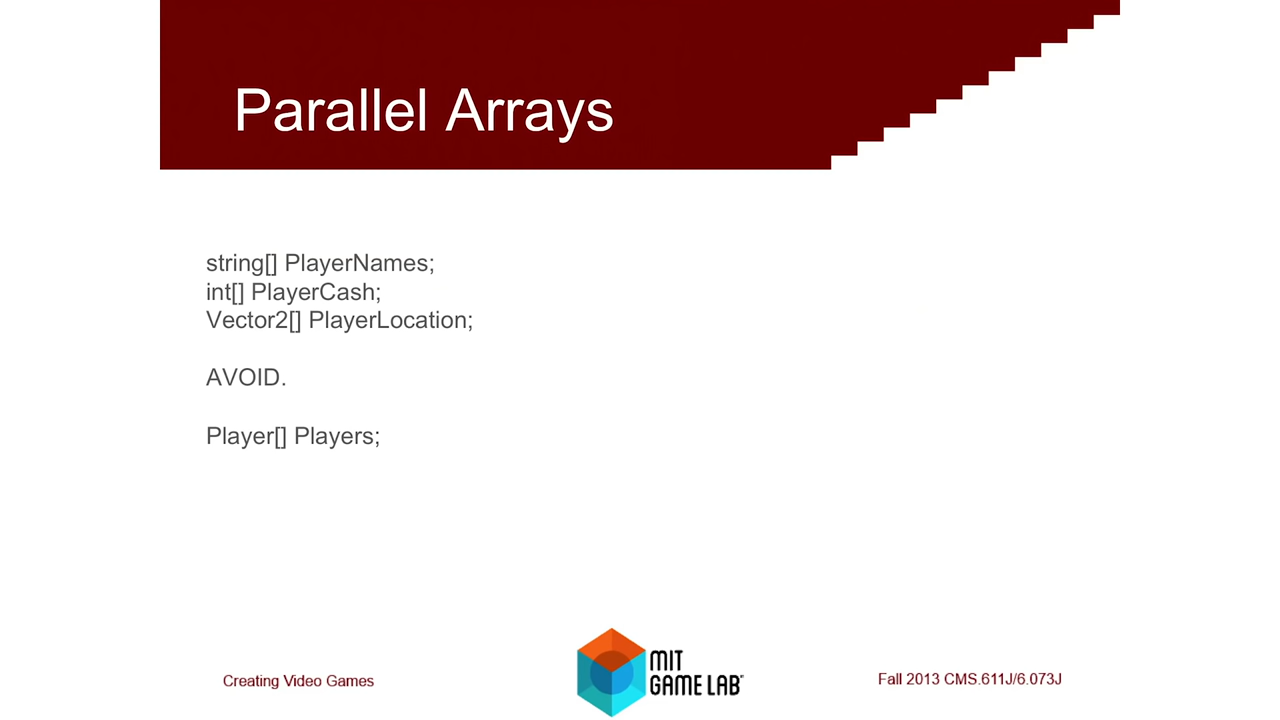 Parallel Arrays
string[] PlayerNames;
int[] PlayerCash;
Vector2[] PlayerLocation;
AVOID.
Player[] Players;
Creating Video Games
MIT
GAME LAB
Fall 2013 CMS.611J/6.073J